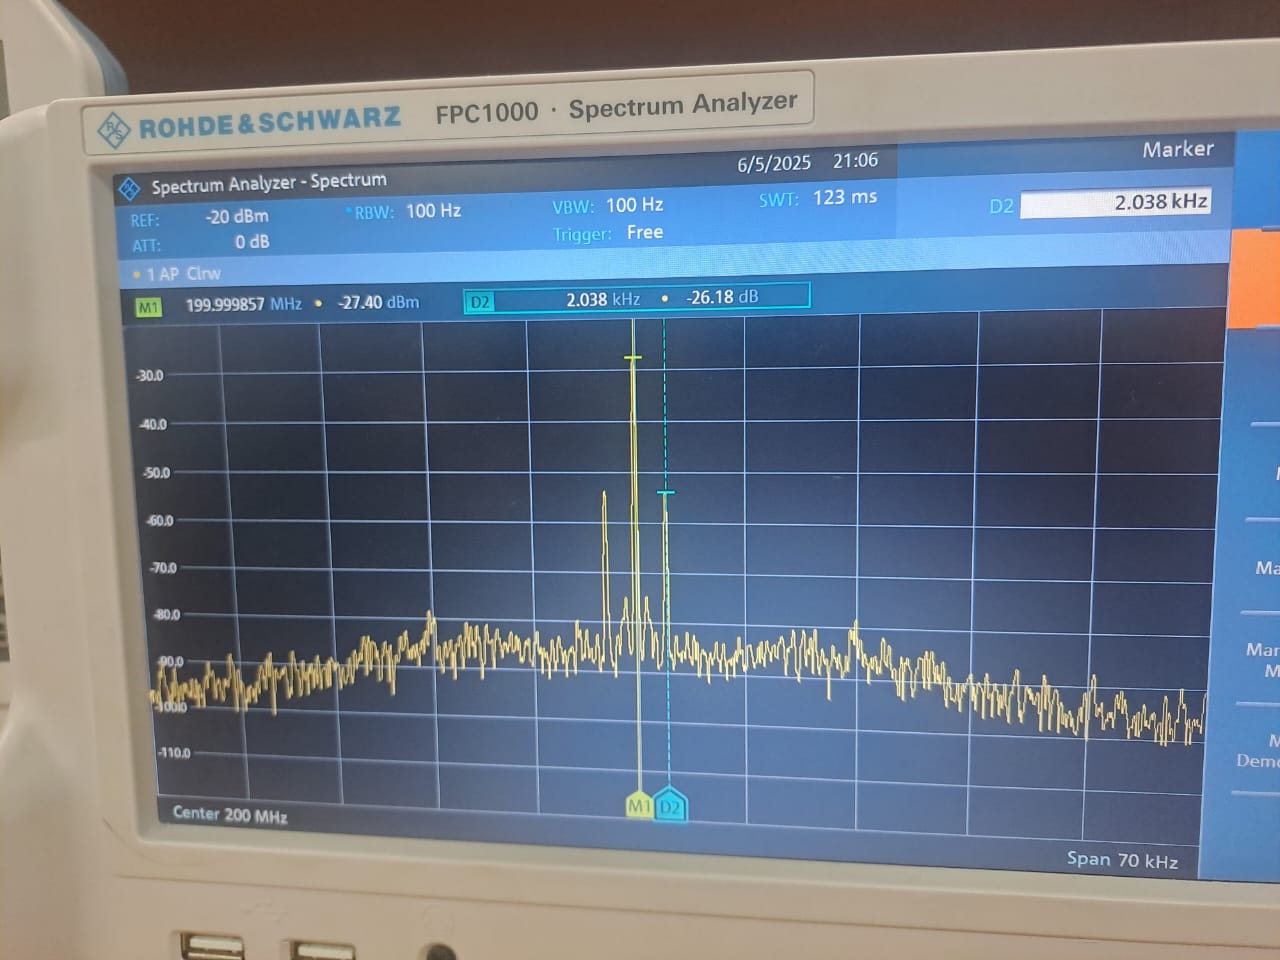 ROHDE & SCHWARZ FPC1000 · Spectrum Analyzer
Spectrum Analyzer - Spectrum 6/5/2025 21:06 Marker
REF: -20 dBm RBW: 100 Hz VBW: 100 Hz SWT: 123 ms D2 2.038 kHz
ATT: 0 dB Trigger: Free
1 AP Clrw
M1 199.999857 MHz • -27.40 dBm D2 2.038 kHz • -26.18 dB
-30.0
-40.0
-50.0
-60.0
-70.0
-80.0
-90.0
-100.0
-110.0
M1 D2
Center 200 MHz
Span 70 kHz
Ma
Mar
M
M
Demo